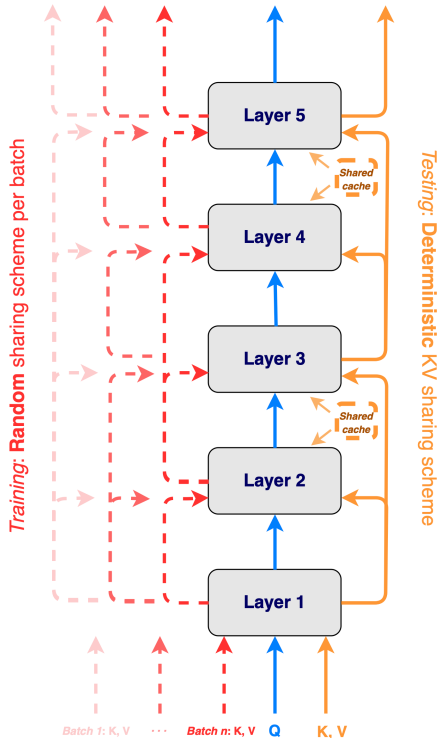 Training: Random sharing scheme per batch
Layer 5
Shared
cache
Layer 4
Layer 3
Shared
cache
Layer 2
Layer 1
Testing: Deterministic KV sharing scheme
Batch 1: K, V
...
Batch n: K, V
Q
K, V